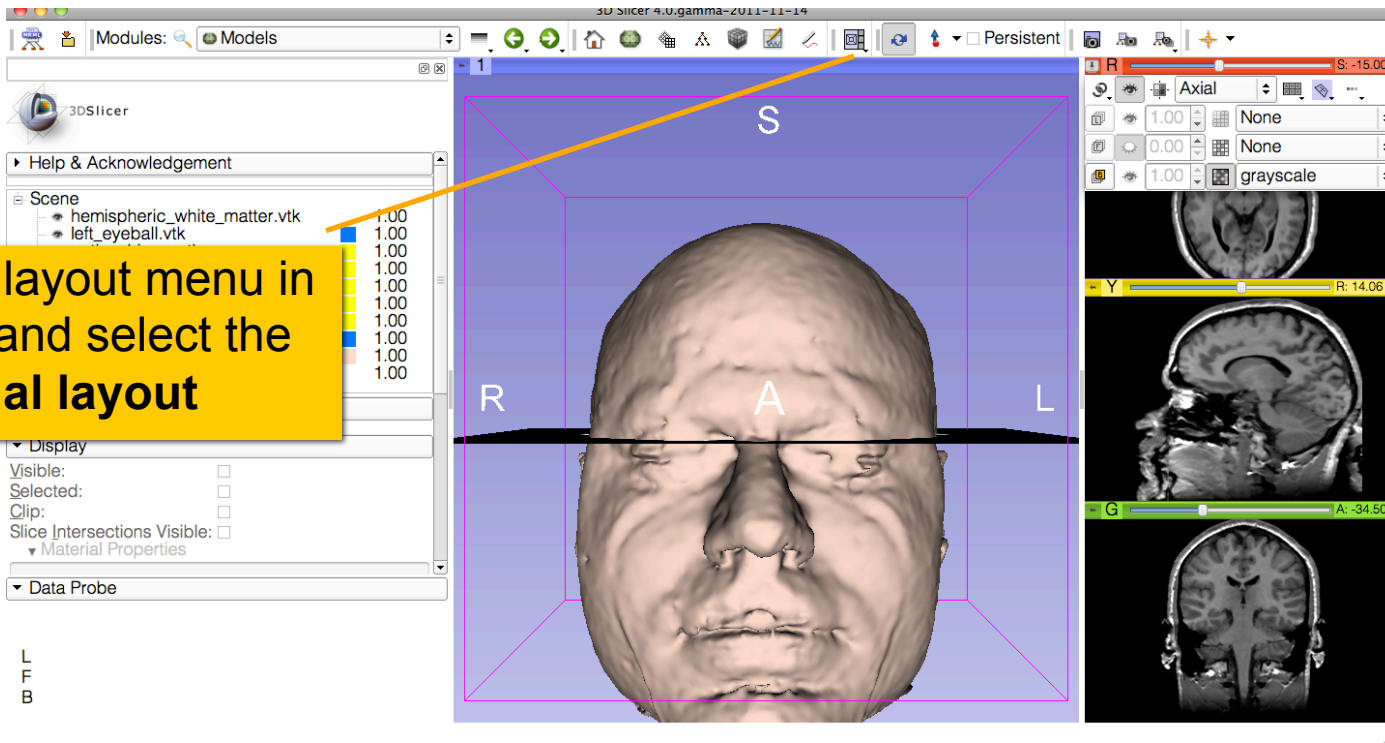 3D Slicer 4.0.gamma-2011-11-14
Modules: Models
Persistent
3DSlicer
Help & Acknowledgement
Scene
hemispheric_white_matter.vtk 1.00
left_eyeball.vtk 1.00
1.00
1.00
1.00
1.00
1.00
1.00
1.00
1.00
layout menu in
and select the
al layout
Display
Visible:
Selected:
Clip:
Slice Intersections Visible:
Material Properties
Data Probe
L
F
B
1
S
R
A
L
R S: -15.00
Axial
1.00 None
0.00 None
1.00 grayscale
Y R: 14.06
G A: -34.50